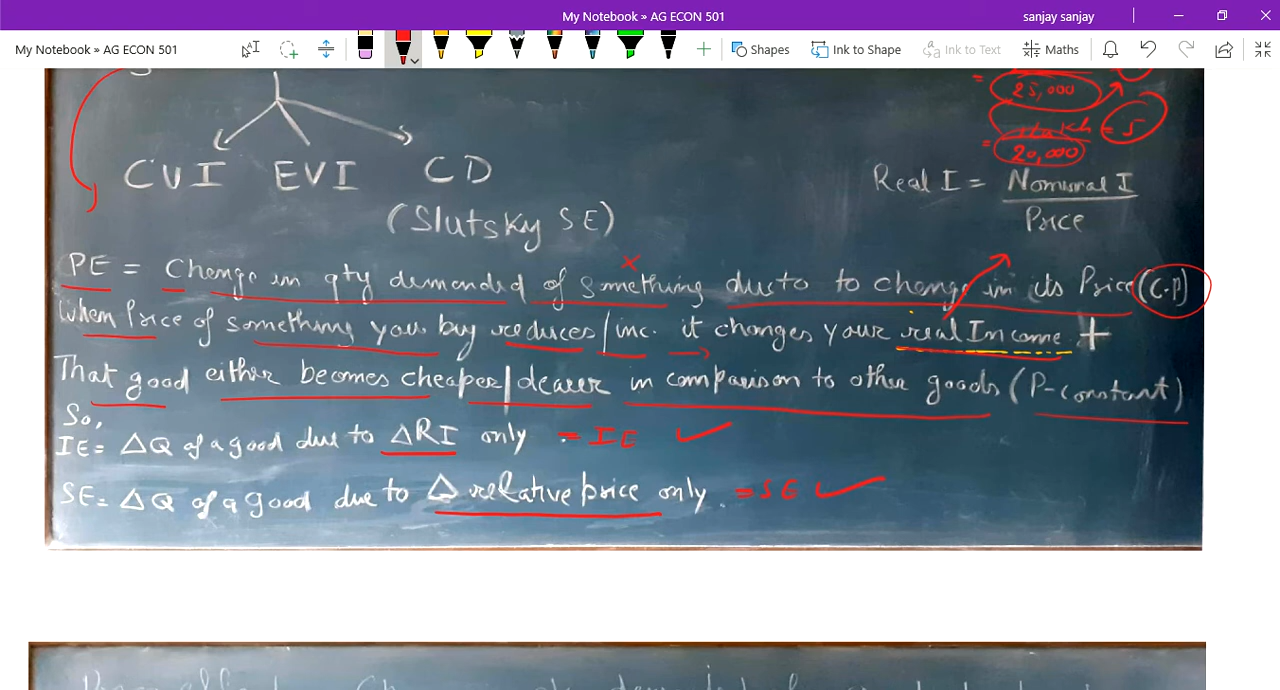 My Notebook » AG ECON 501
sanjay sanjay
My Notebook » AG ECON 501
Shapes
Ink to Shape
Ink to Text
Maths
= 25,000
= 5
= 20,000
CVI EVI CD
(Slutsky SE)
Real I = Nominal I
Price
PE = Change in qty demanded of something x due to to change in its Price (C.P)
When Price of something you buy reduces/inc. it changes your real Income +
That good either becomes cheaper/dearer in comparison to other goods (P-constant)
So,
IE = ΔQ of a good due to ΔRI only = IE ✓
SE = ΔQ of a good due to Δ relative price only. = SE ✓